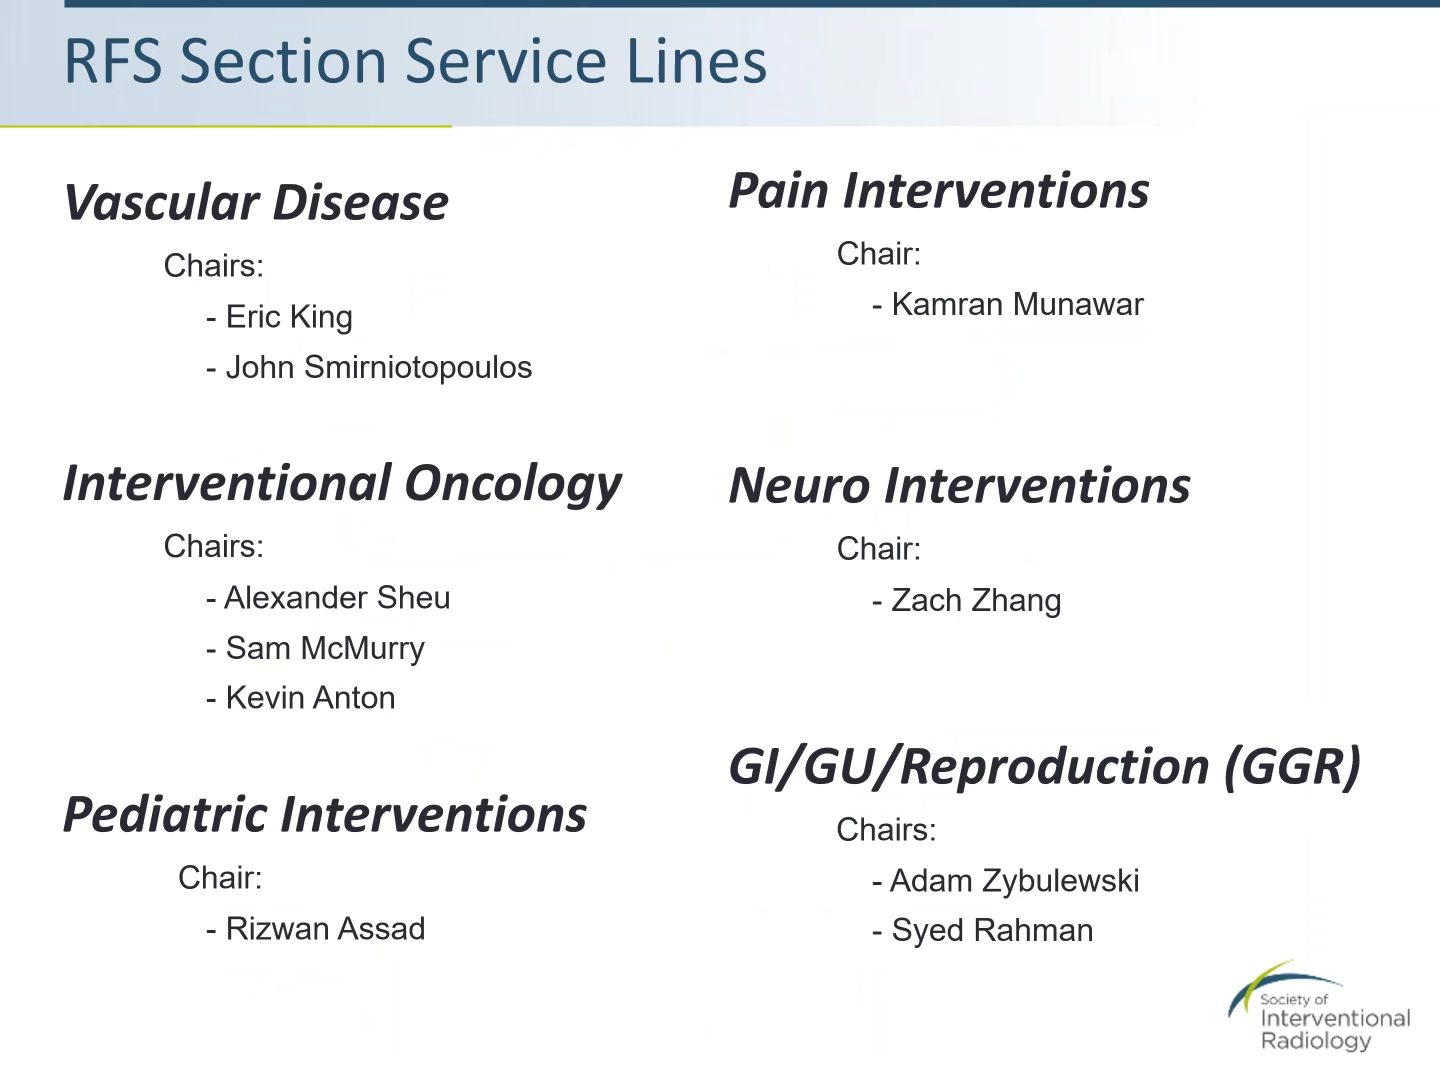 RFS Section Service Lines
Vascular Disease
Chairs:
- Eric King
- John Smirniotopoulos
Interventional Oncology
Chairs:
- Alexander Sheu
- Sam McMurry
- Kevin Anton
Pediatric Interventions
Chair:
- Rizwan Assad
Pain Interventions
Chair:
- Kamran Munawar
Neuro Interventions
Chair:
- Zach Zhang
GI/GU/Reproduction (GGR)
Chairs:
- Adam Zybulewski
- Syed Rahman
Society of
Interventional
Radiology